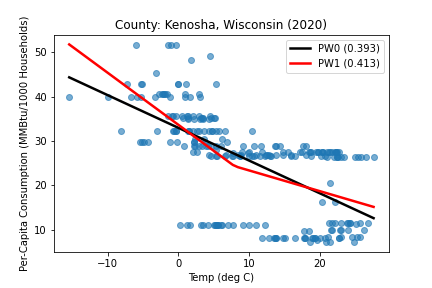 County: Kenosha, Wisconsin (2020)
Per-Capita Consumption (MMBtu/1000 Households)
50
40
30
20
10
PW0 (0.393)
PW1 (0.413)
−10
0
10
20
Temp (deg C)